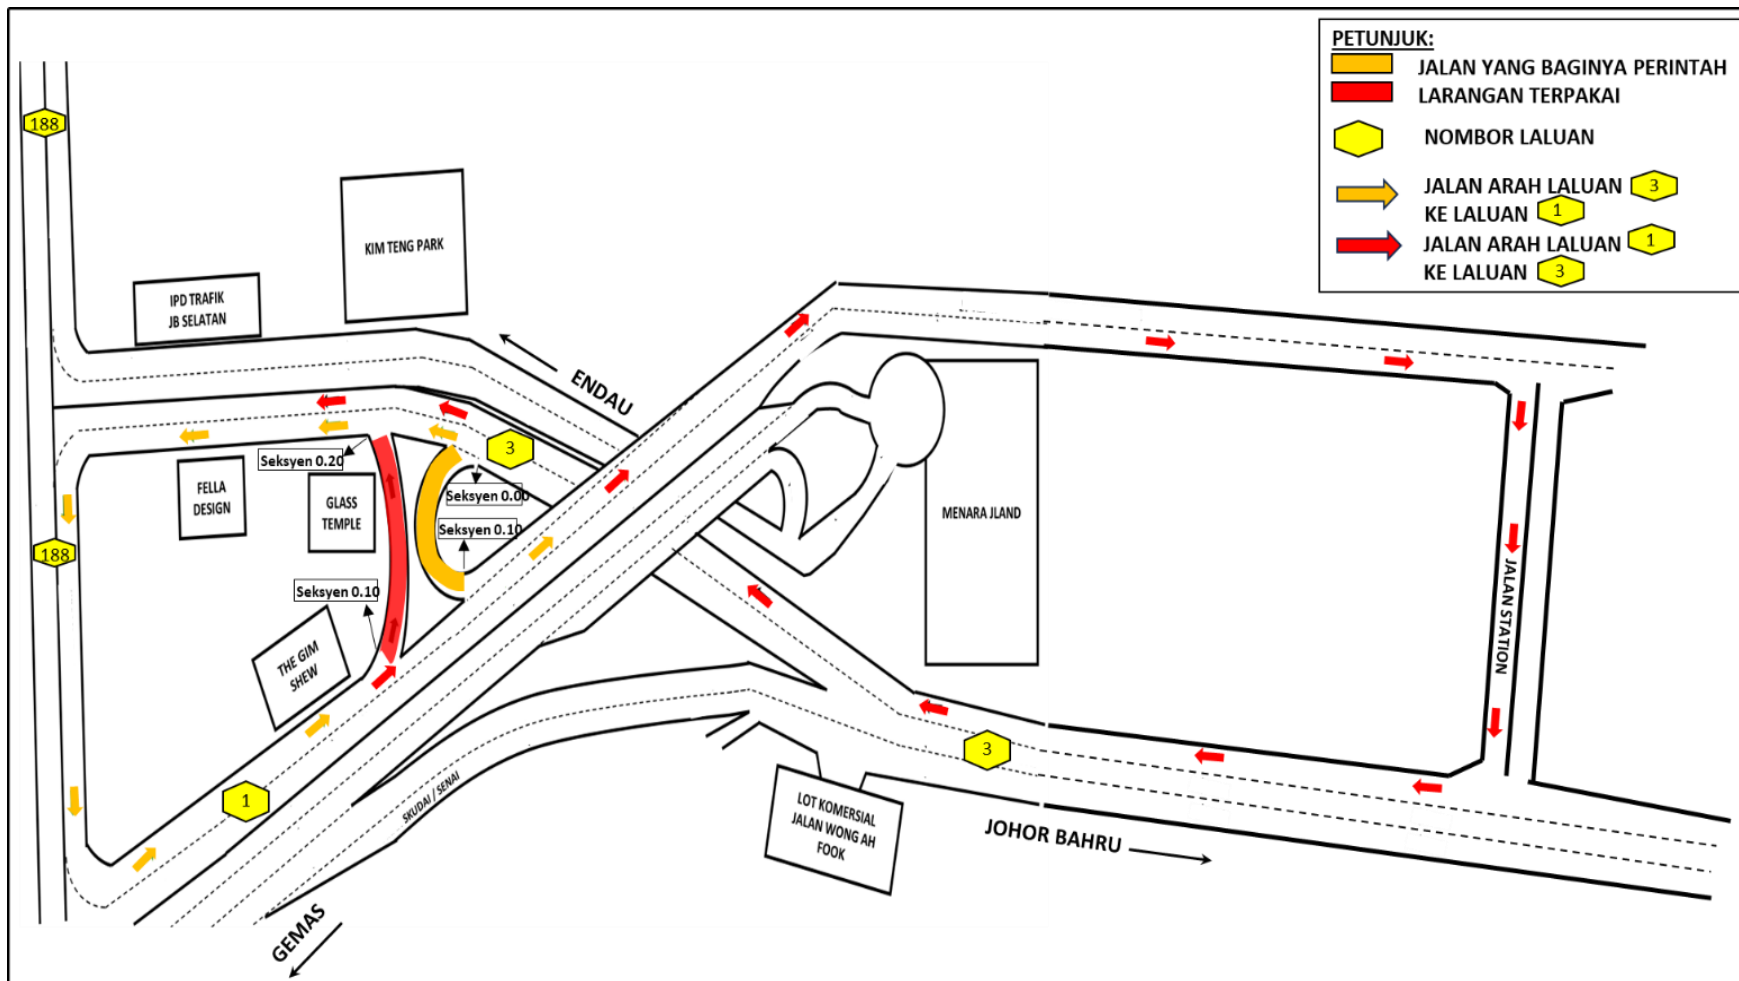 PETUNJUK:
JALAN YANG BAGINYA PERINTAH
LARANGAN TERPAKAI
NOMBOR LALUAN
JALAN ARAH LALUAN 3
KE LALUAN 1
JALAN ARAH LALUAN 1
KE LALUAN 3
188
KIM TENG PARK
IPD TRAFIK
JB SELATAN
ENDAU
3
Seksyen 0.20
FELLA
DESIGN
GLASS
TEMPLE
Seksyen 0.00
Seksyen 0.10
MENARA JLAND
188
Seksyen 0.10
JALAN STATION
THE GIM
SHEW
1
3
SKUDAI / SENAI
LOT KOMERSIAL
JALAN WONG AH
FOOK
JOHOR BAHRU
GEMAS